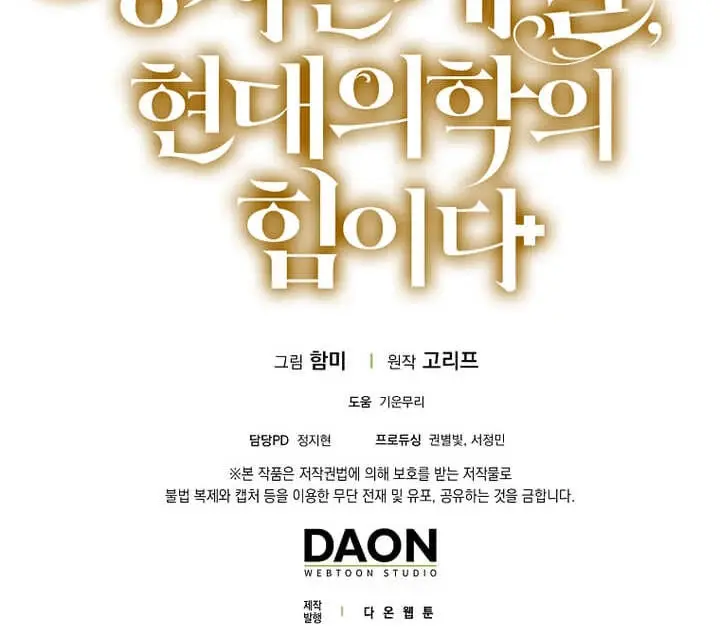 현대의학의
힘이다
그림 함미 | 원작 고리프
도움 기운무리
담당PD 정지현 프로듀싱 권별빛, 서정민
※본 작품은 저작권법에 의해 보호를 받는 저작물로
불법 복제와 캡처 등을 이용한 무단 전재 및 유포, 공유하는 것을 금합니다.
DAON
WEBTOON STUDIO
제작
발행 | 다온웹툰